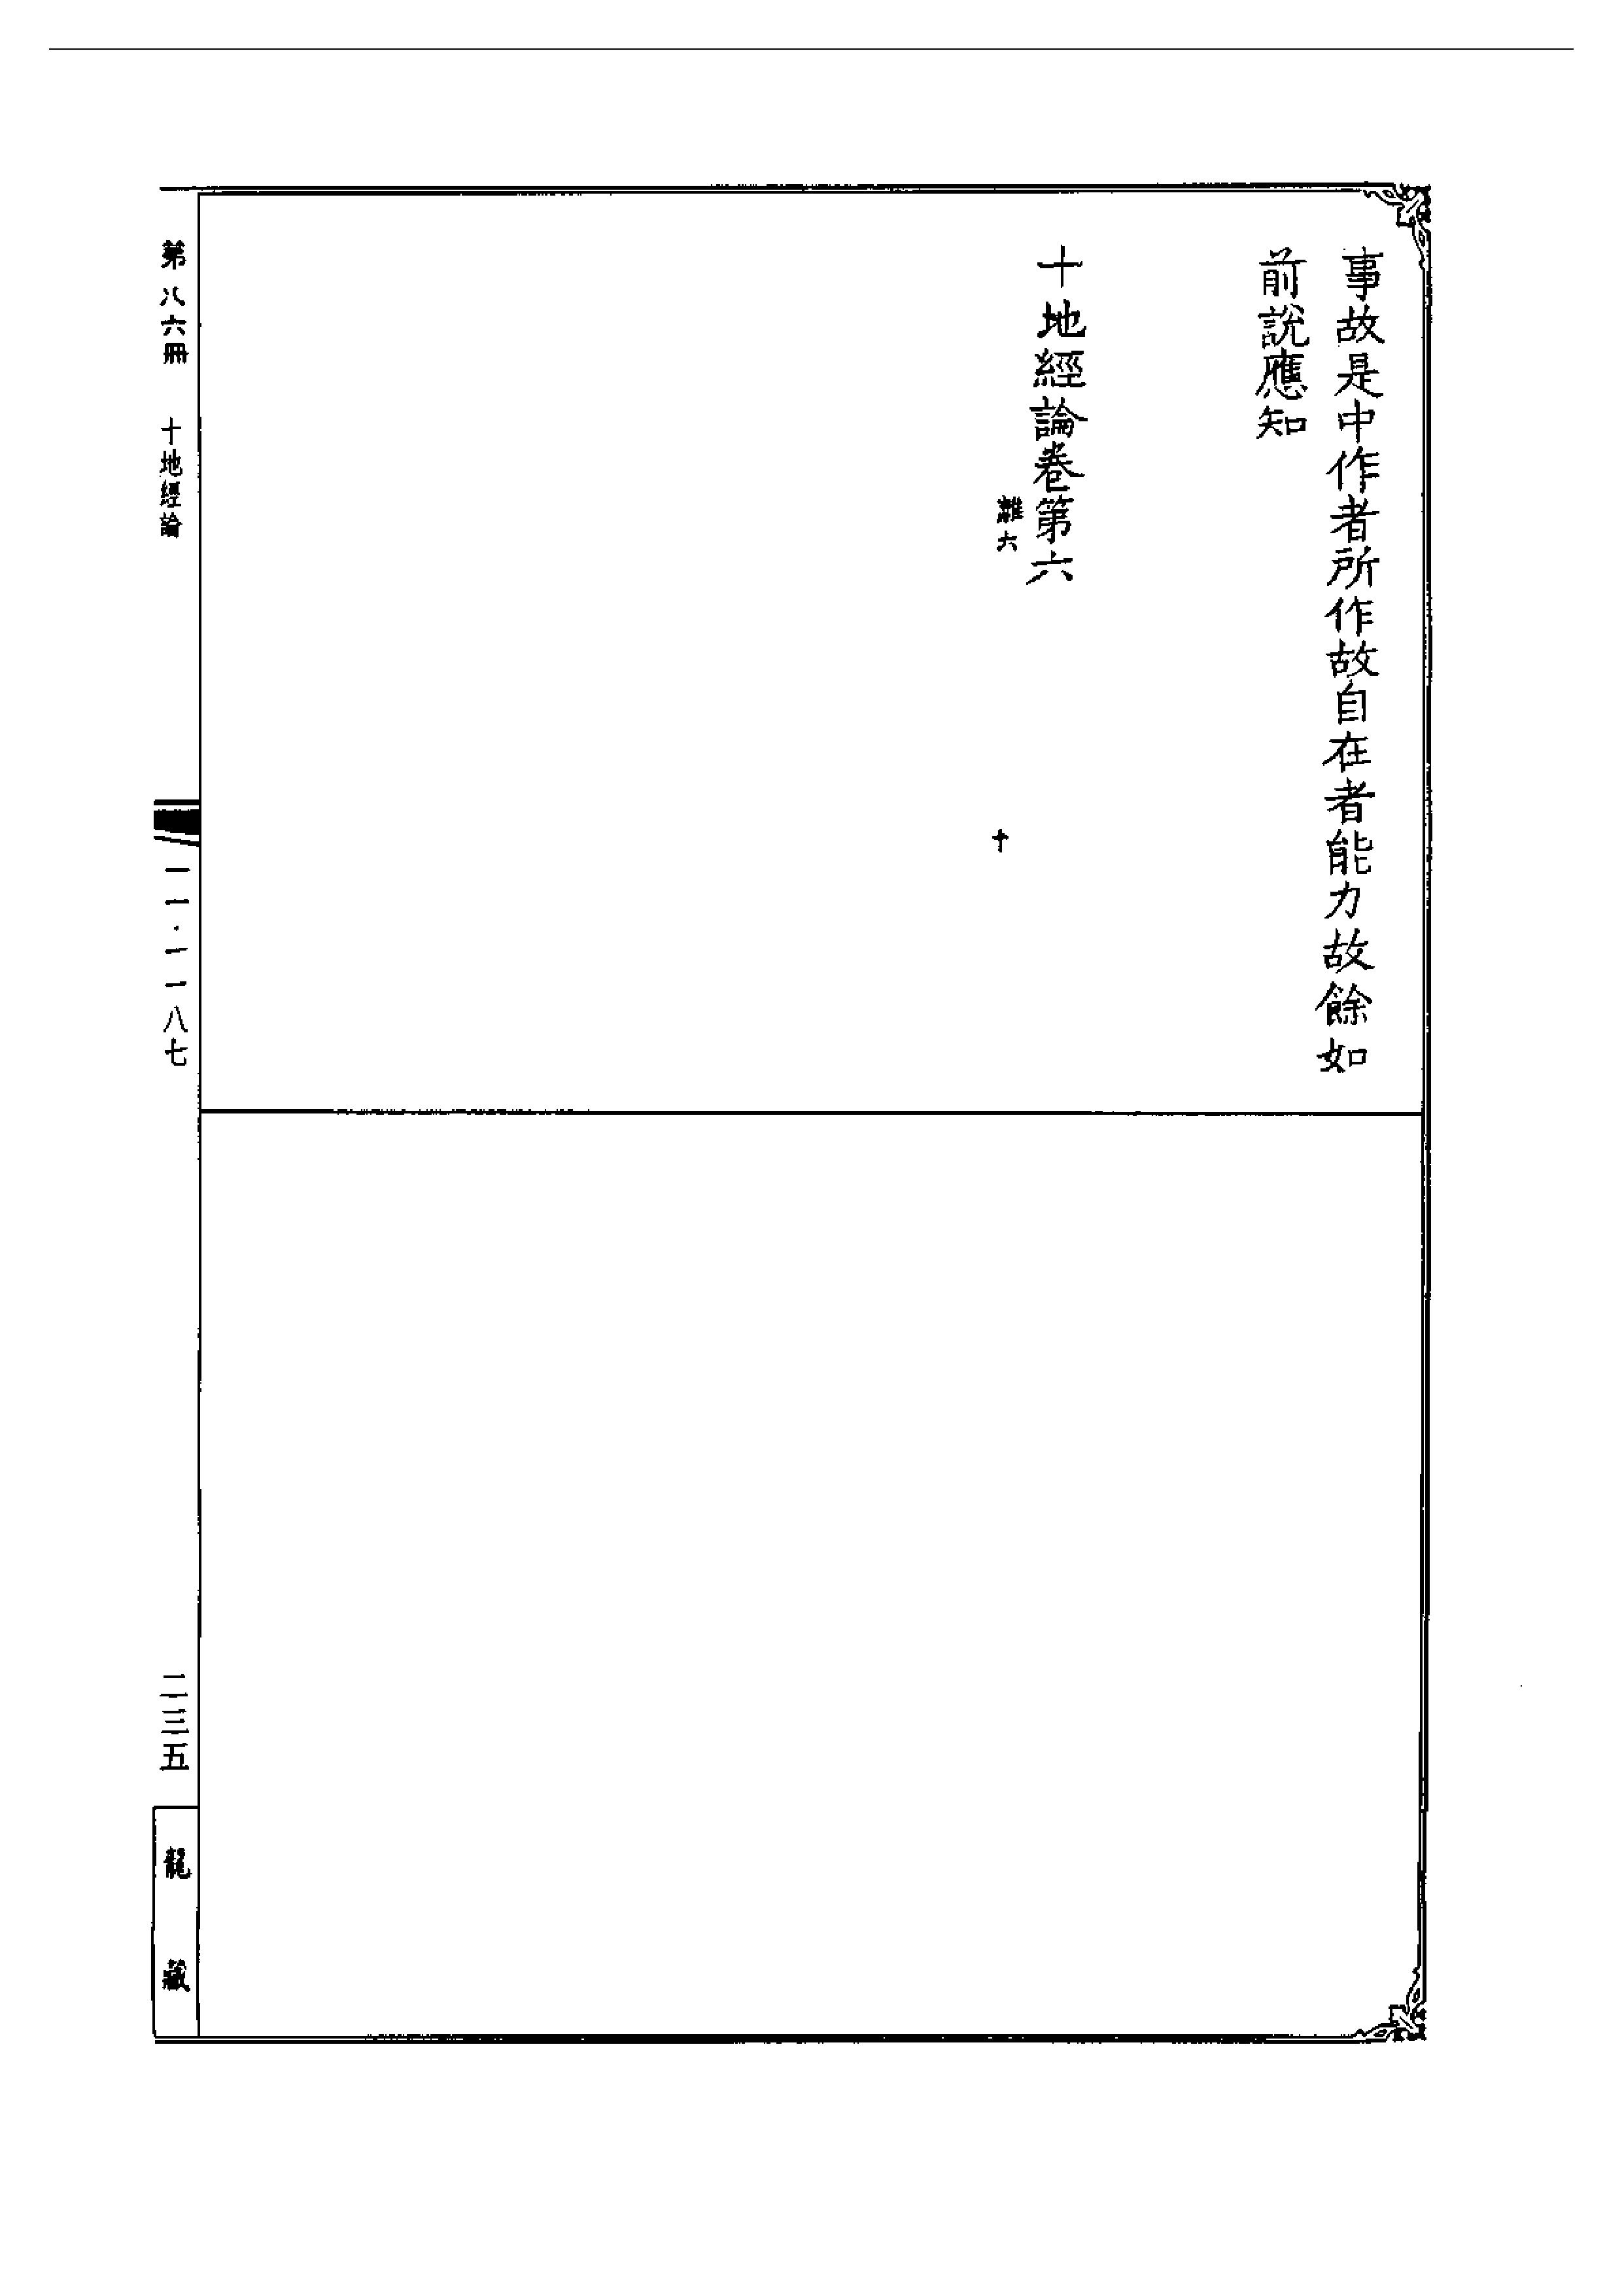 事故是中作者所作故自在者能力故餘如
前說應知
十地經論卷第六
離六
十
第八六冊 十地經論
一一·一一八七
二三五
龍藏